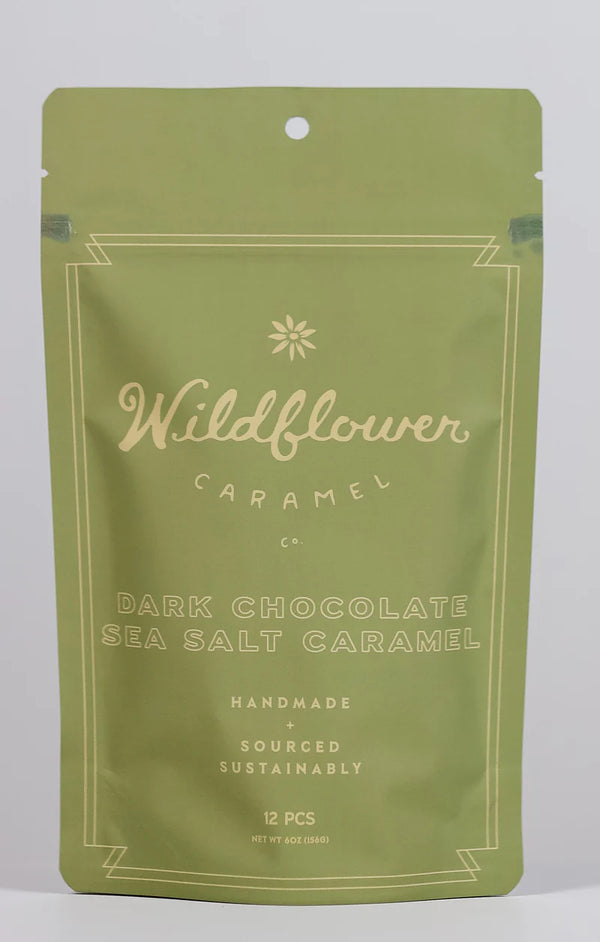 Wildflower
CARAMEL
Co.
DARK CHOCOLATE
SEA SALT CARAMEL
HANDMADE
+
SOURCED
SUSTAINABLY
12 PCS
NET WT 6OZ (156G)